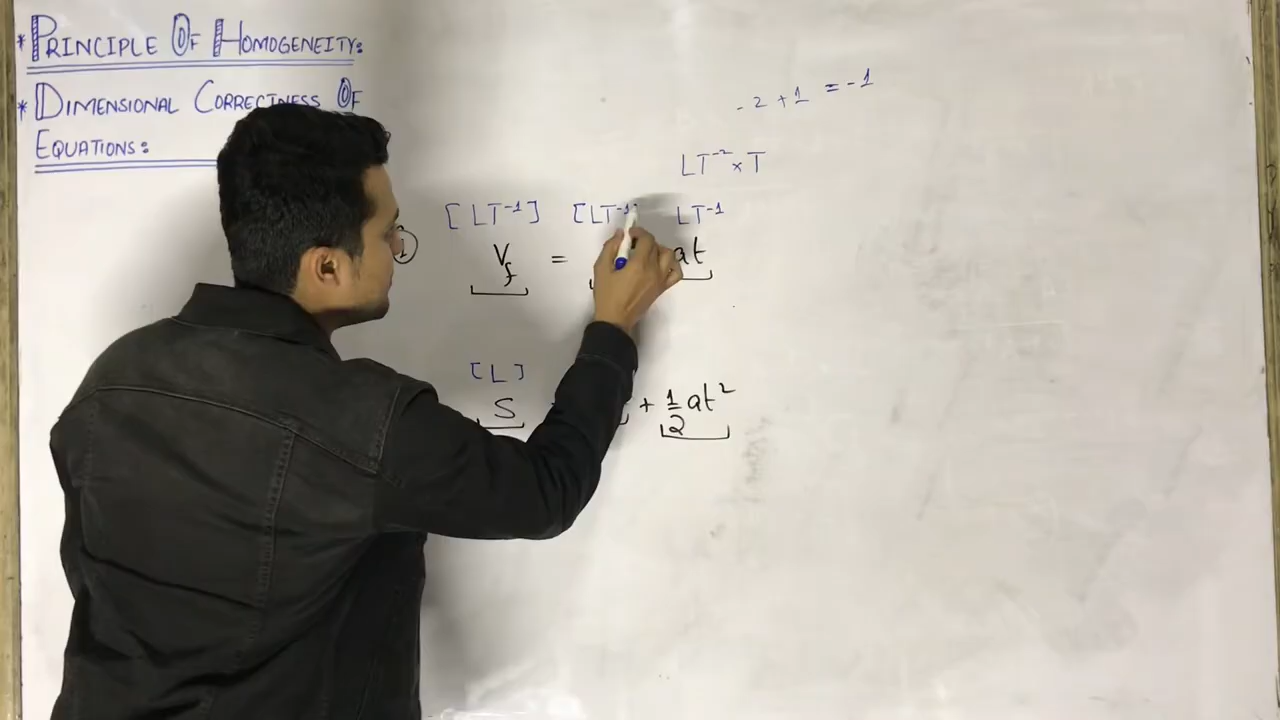 * PRINCIPLE OF HOMOGENEITY:
* DIMENSIONAL CORRECTNESS OF
EQUATIONS:
-2 +1 = -1
LT⁻² × T
[LT⁻¹] [LT⁻¹] LT⁻¹
① V_f = at
[L]
S + 1/2 at²